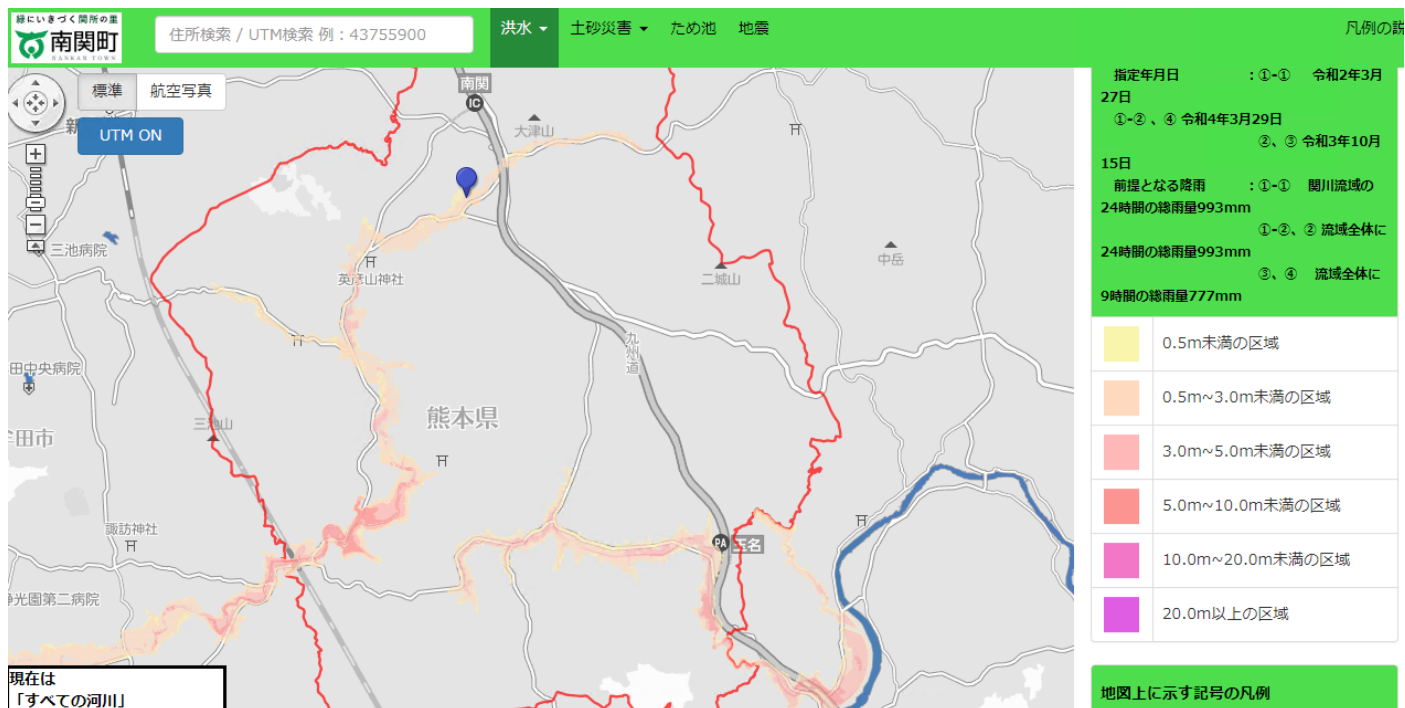 緑にいきづく関所の里
南関町
NANKAN TOWN
住所検索 / UTM検索 例：43755900
洪水
土砂災害
ため池
地震
凡例の説
標準
航空写真
UTM ON
南関
IC
大津山
三池病院
英彦山神社
二城山
中岳
九州道
田中央病院
三池山
熊本県
田市
諏訪神社
PA
玉名
光園第二病院
現在は
「すべての河川」
指定年月日 ：①-① 令和2年3月
27日
①-② 、④ 令和4年3月29日
②、③ 令和3年10月
15日
前提となる降雨 ：①-① 関川流域の
24時間の総雨量993mm
①-②、② 流域全体に
24時間の総雨量993mm
③、④ 流域全体に
9時間の総雨量777mm
0.5m未満の区域
0.5m~3.0m未満の区域
3.0m~5.0m未満の区域
5.0m~10.0m未満の区域
10.0m~20.0m未満の区域
20.0m以上の区域
地図上に示す記号の凡例